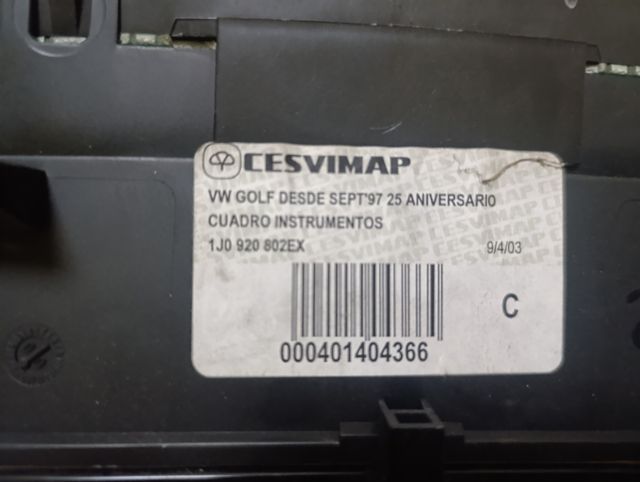 CESVIMAP
VW GOLF DESDE SEPT'97 25 ANIVERSARIO
CUADRO INSTRUMENTOS
1J0 920 802EX 9/4/03
C
000401404366